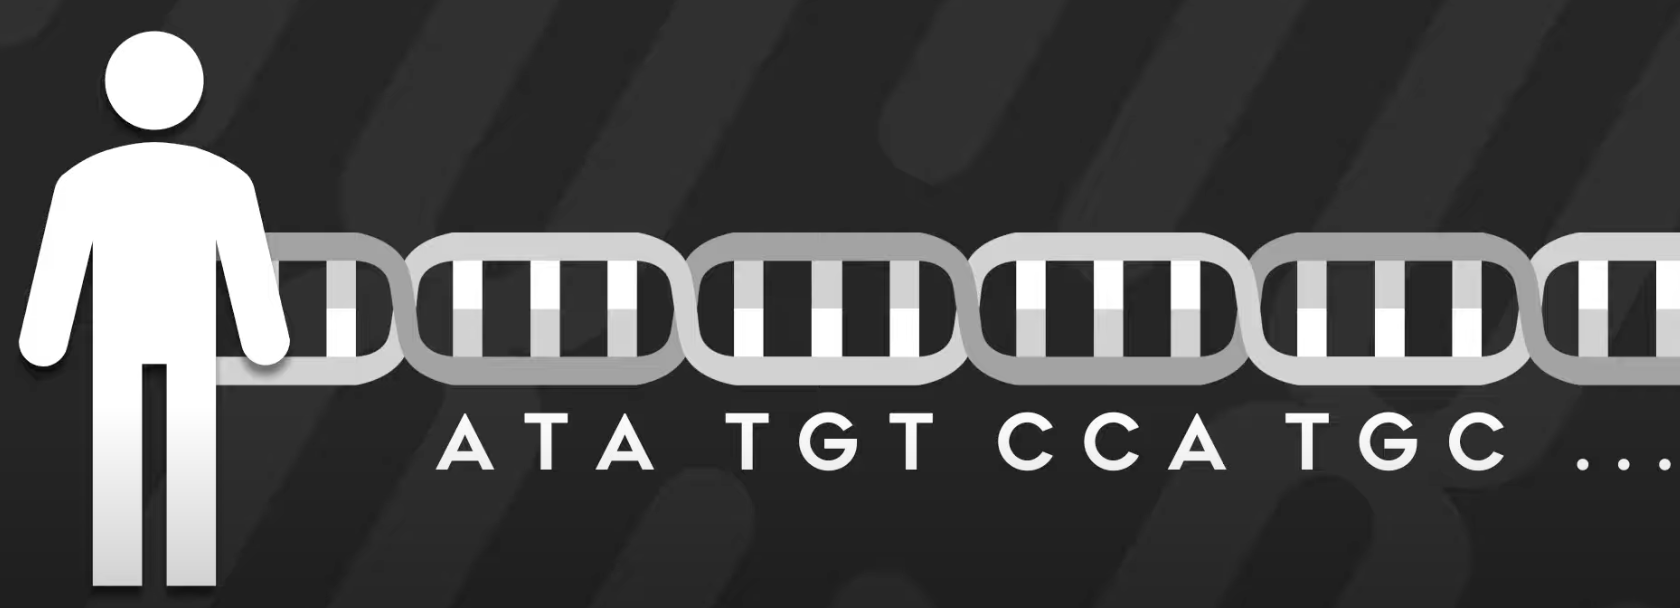 ATA TGT CCA TGC ...